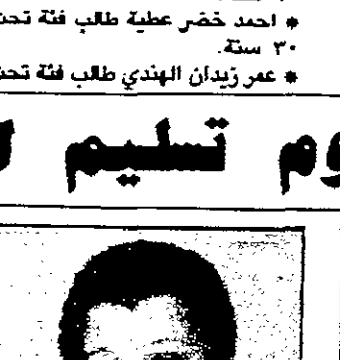 * احمد خضر عطية طالب فئة تحت
٣٠ سنة.
* عمر زيدان الهندي طالب فئة تحت
وم تسليم